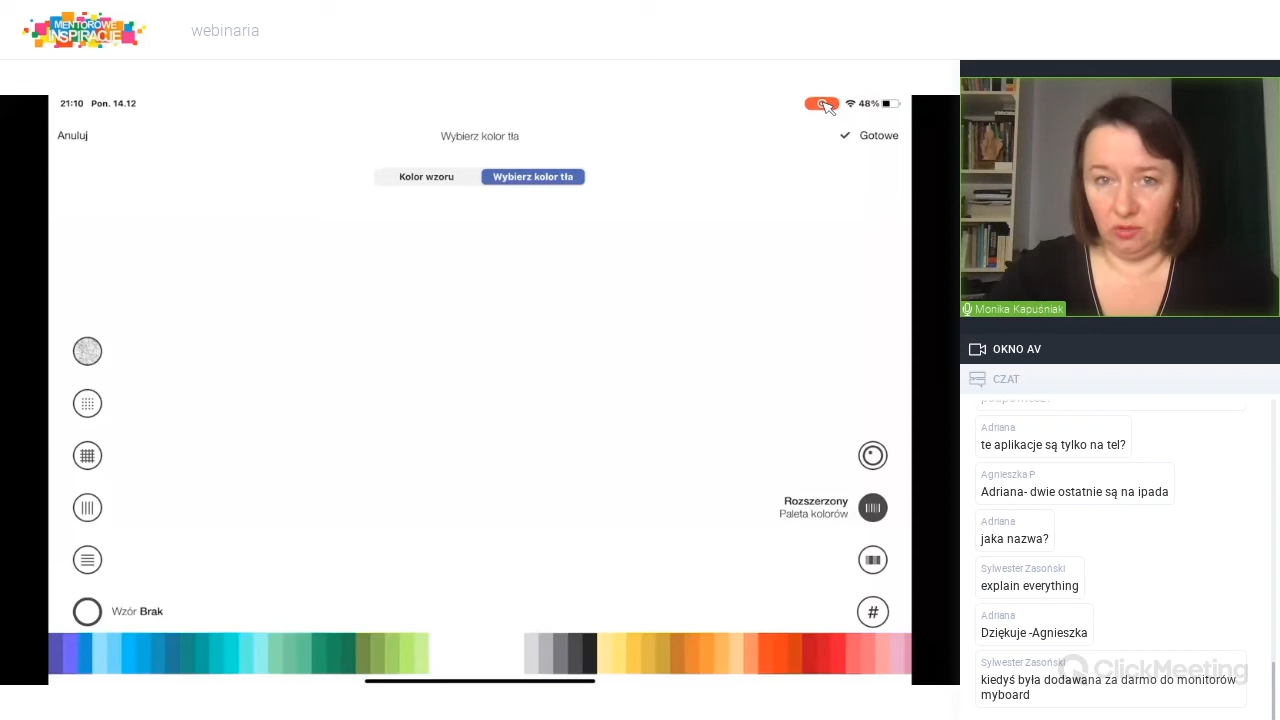 MENTOROWE
INSPIRACJE
webinaria
21:10 Pon. 14.12
48%
Anuluj
Wybierz kolor tła
Gotowe
Kolor wzoru
Wybierz kolor tła
Rozszerzony
Paleta kolorów
Wzór Brak
#
Monika Kapuśniak
OKNO AV
CZAT
Adriana
te aplikacje są tylko na tel?
Agnieszka P
Adriana- dwie ostatnie są na ipada
Adriana
jaka nazwa?
Sylwester Zasoński
explain everything
Adriana
Dziękuje -Agnieszka
Sylwester Zasoński
ClickMeeting
kiedyś była dodawana za darmo do monitorów
myboard